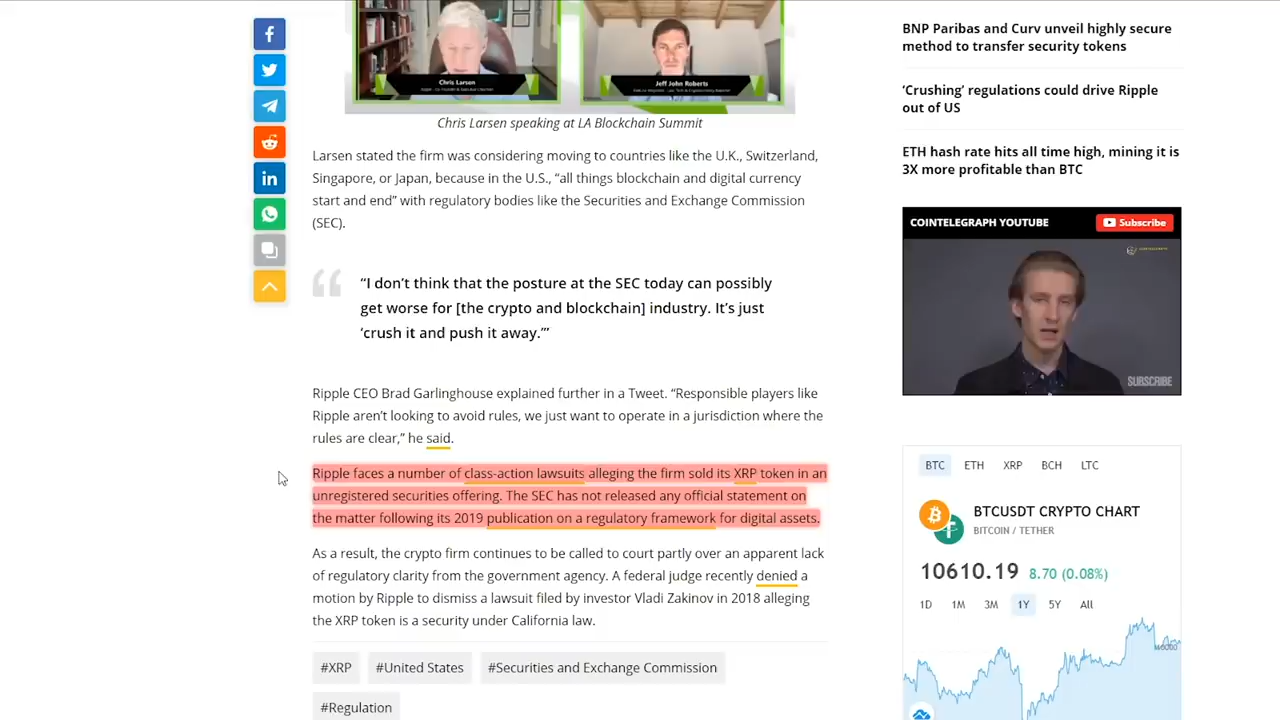 Chris Larsen
Jeff John Roberts
Chris Larsen speaking at LA Blockchain Summit
Larsen stated the firm was considering moving to countries like the U.K., Switzerland,
Singapore, or Japan, because in the U.S., “all things blockchain and digital currency
start and end” with regulatory bodies like the Securities and Exchange Commission
(SEC).
“I don’t think that the posture at the SEC today can possibly
get worse for [the crypto and blockchain] industry. It’s just
‘crush it and push it away.’”
Ripple CEO Brad Garlinghouse explained further in a Tweet. “Responsible players like
Ripple aren’t looking to avoid rules, we just want to operate in a jurisdiction where the
rules are clear,” he said.
Ripple faces a number of class-action lawsuits alleging the firm sold its XRP token in an
unregistered securities offering. The SEC has not released any official statement on
the matter following its 2019 publication on a regulatory framework for digital assets.
As a result, the crypto firm continues to be called to court partly over an apparent lack
of regulatory clarity from the government agency. A federal judge recently denied a
motion by Ripple to dismiss a lawsuit filed by investor Vladi Zakinov in 2018 alleging
the XRP token is a security under California law.
#XRP #United States #Securities and Exchange Commission
#Regulation
BNP Paribas and Curv unveil highly secure
method to transfer security tokens
‘Crushing’ regulations could drive Ripple
out of US
ETH hash rate hits all time high, mining it is
3X more profitable than BTC
COINTELEGRAPH YOUTUBE Subscribe
SUBSCRIBE
BTC ETH XRP BCH LTC
BTCUSDT CRYPTO CHART
BITCOIN / TETHER
10610.19 8.70 (0.08%)
1D 1M 3M 1Y 5Y All